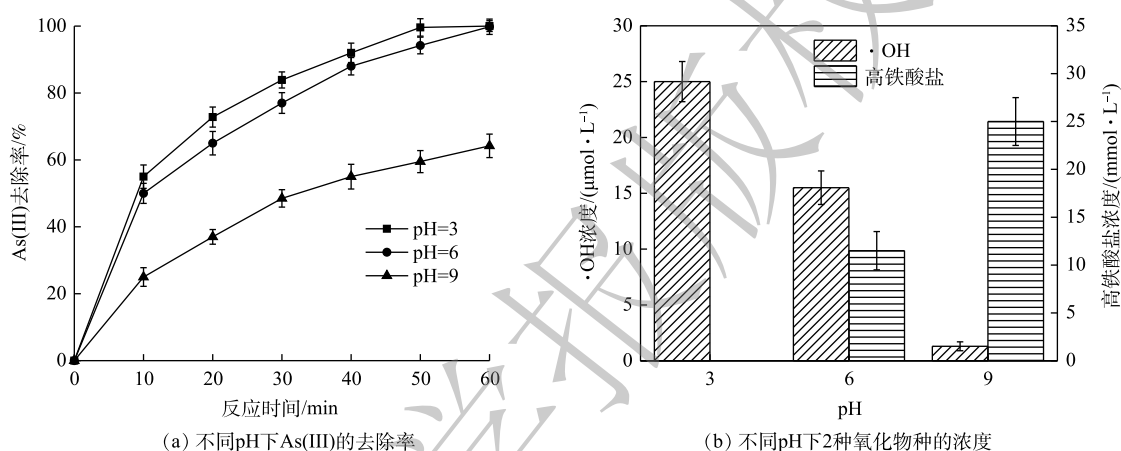 100
80
60
40
20
0
As(III)去除率/%
pH=3
pH=6
pH=9
0 10 20 30 40 50 60
反应时间/min
(a) 不同pH下As(III)的去除率
30
25
20
15
10
5
0
·OH浓度/(μmol·L⁻¹)
·OH
高铁酸盐
35
30
25
20
15
10
5
0
高铁酸盐浓度/(mmol·L⁻¹)
3 6 9
pH
(b) 不同pH下2种氧化物种的浓度
学报版权